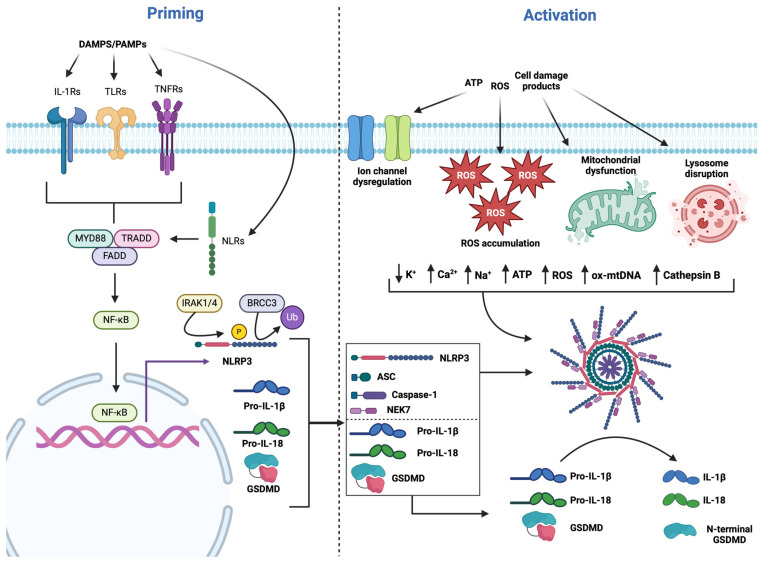 Priming
DAMPS/PAMPs
IL-1Rs
TLRs
TNFRs
NLRs
MYD88
TRADD
FADD
NF-κB
IRAK1/4
BRCC3
P
Ub
NLRP3
NF-κB
Pro-IL-1β
Pro-IL-18
GSDMD
Activation
ATP
ROS
Cell damage
products
Ion channel
dysregulation
ROS
ROS
ROS
ROS accumulation
Mitochondrial
dysfunction
Lysosome
disruption
K+ Ca2+ Na+ ATP ROS ox-mtDNA Cathepsin B
NLRP3
ASC
Caspase-1
NEK7
Pro-IL-1β
Pro-IL-18
GSDMD
Pro-IL-1β
Pro-IL-18
GSDMD
IL-1β
IL-18
N-terminal
GSDMD